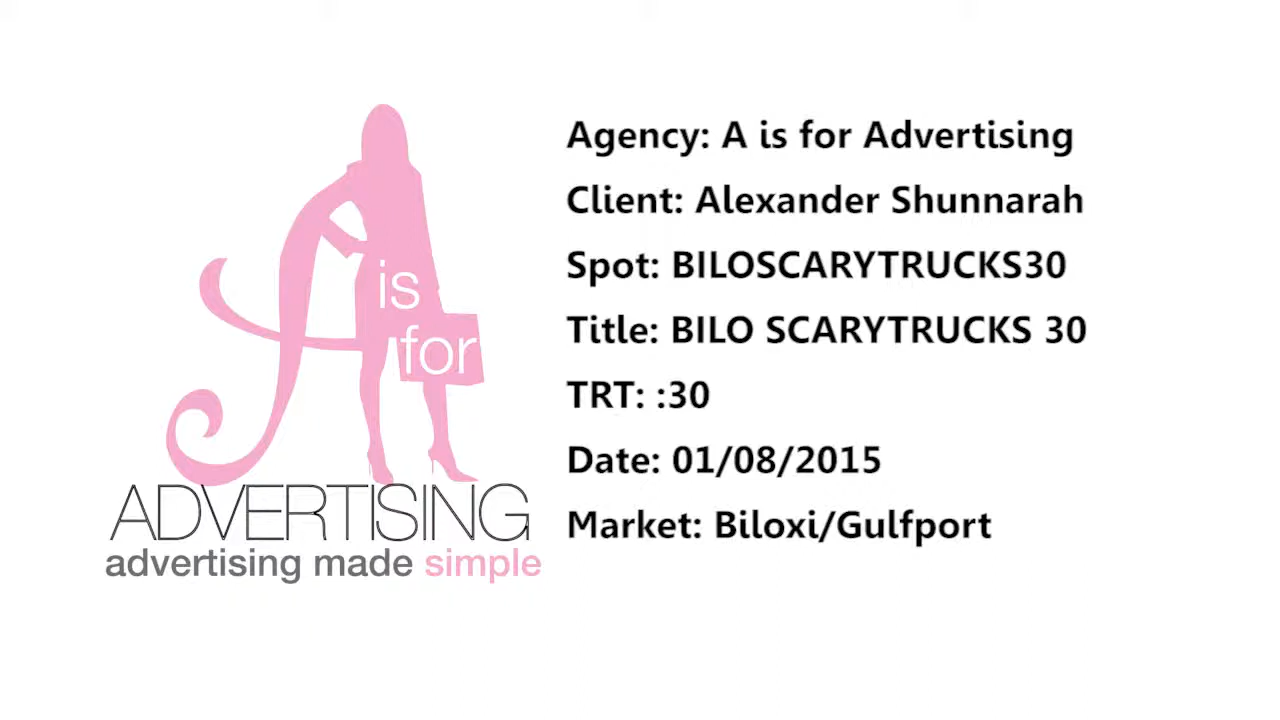 is
for
ADVERTISING
advertising made simple
Agency: A is for Advertising
Client: Alexander Shunnarah
Spot: BILOSCARYTRUCKS30
Title: BILO SCARYTRUCKS 30
TRT: :30
Date: 01/08/2015
Market: Biloxi/Gulfport